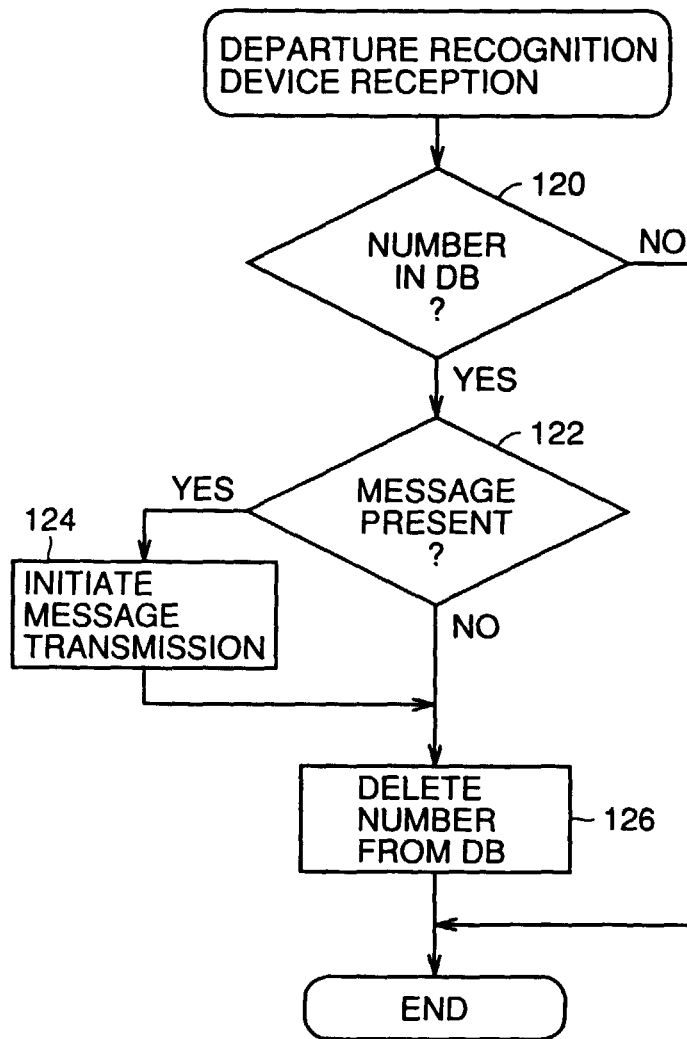 DEPARTURE RECOGNITION
DEVICE RECEPTION
120
NUMBER
IN DB
?
NO
YES
122
MESSAGE
PRESENT
?
YES
124
INITIATE
MESSAGE
TRANSMISSION
NO
DELETE
NUMBER
FROM DB
126
END